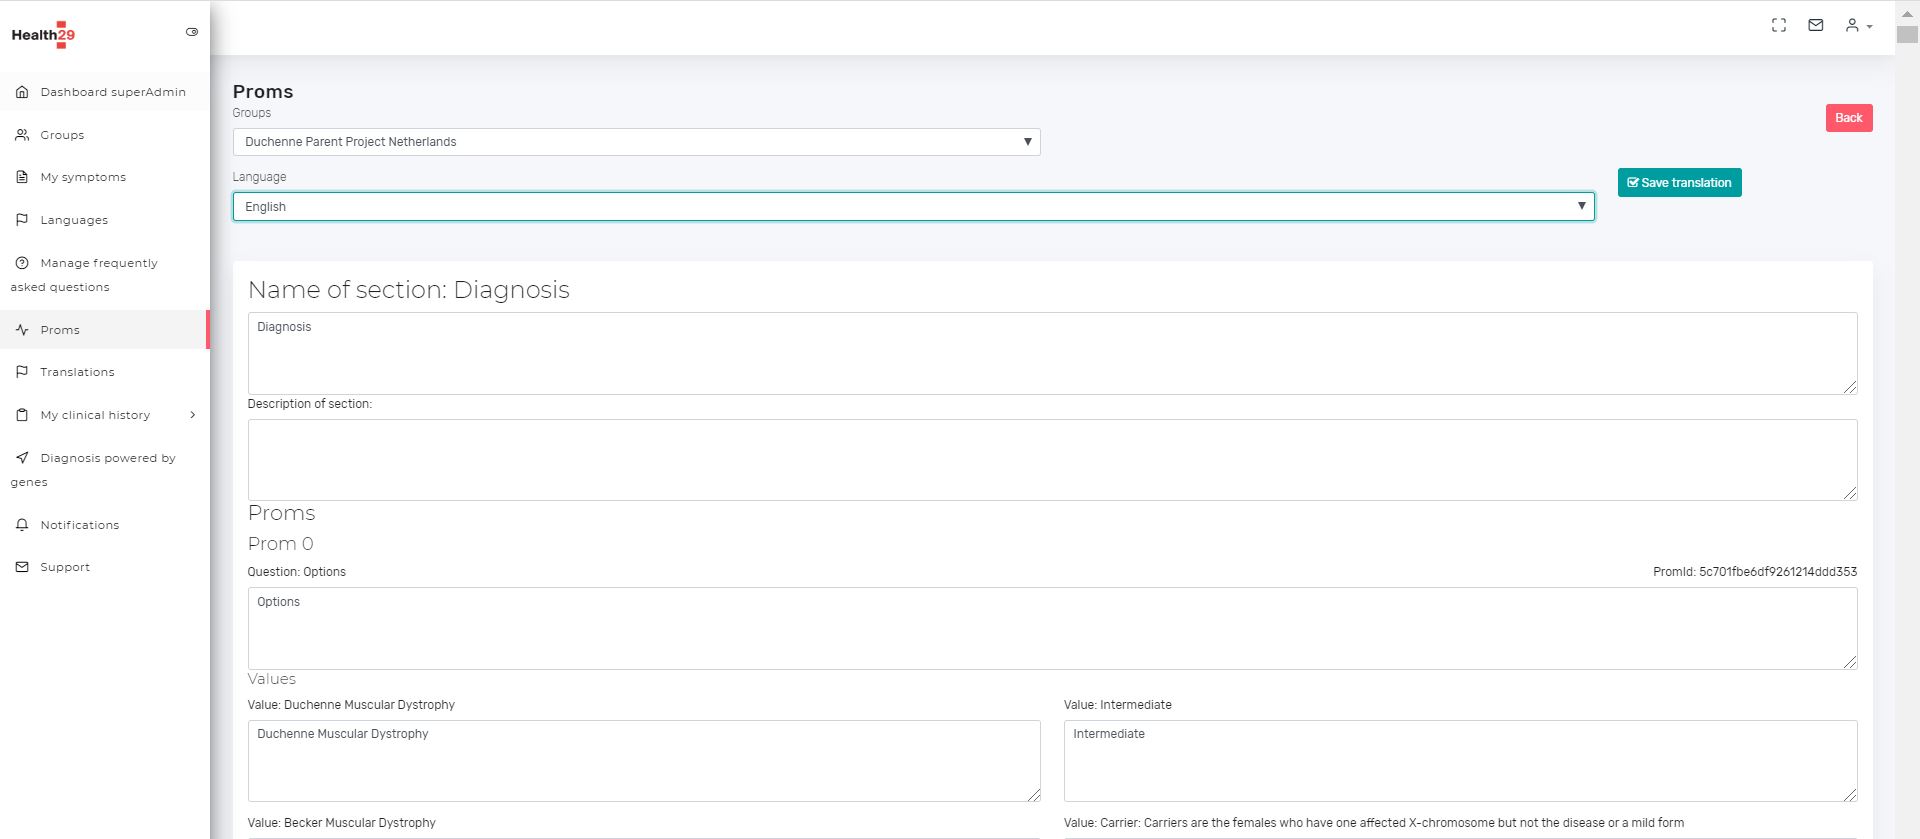 Health29
Dashboard superAdmin
Groups
My symptoms
Languages
Manage frequently
asked questions
Proms
Translations
My clinical history
Diagnosis powered by
genes
Notifications
Support
Proms
Groups
Back
Duchenne Parent Project Netherlands
Language
Save translation
English
Name of section: Diagnosis
Diagnosis
Description of section:
Proms
Prom 0
Question: Options
PromId: 5c701fbe6df9261214ddd353
Options
Values
Value: Duchenne Muscular Dystrophy
Value: Intermediate
Duchenne Muscular Dystrophy
Intermediate
Value: Becker Muscular Dystrophy
Value: Carrier: Carriers are the females who have one affected X-chromosome but not the disease or a mild form